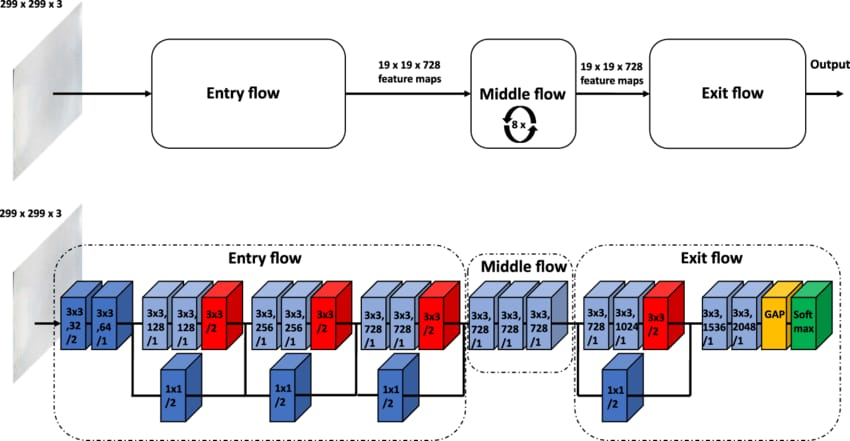 299 x 299 x 3
Entry flow
19 x 19 x 728
feature maps
Middle flow
8 x
19 x 19 x 728
feature maps
Exit flow
Output
299 x 299 x 3
Entry flow
Middle flow
Exit flow
3x3
,32
/2
3x3
,64
/1
3x3,
128
/1
3x3,
128
/1
3x3
/2
3x3,
256
/1
3x3,
256
/1
3x3
/2
3x3,
728
/1
3x3,
728
/1
3x3
/2
3x3,
728
/1
3x3,
728
/1
3x3,
728
/1
3x3,
728
/1
3x3,
1024
/1
3x3
/2
3x3,
1536
/1
3x3,
2048
/1
GAP
Soft
max
1x1
/2
1x1
/2
1x1
/2
1x1
/2